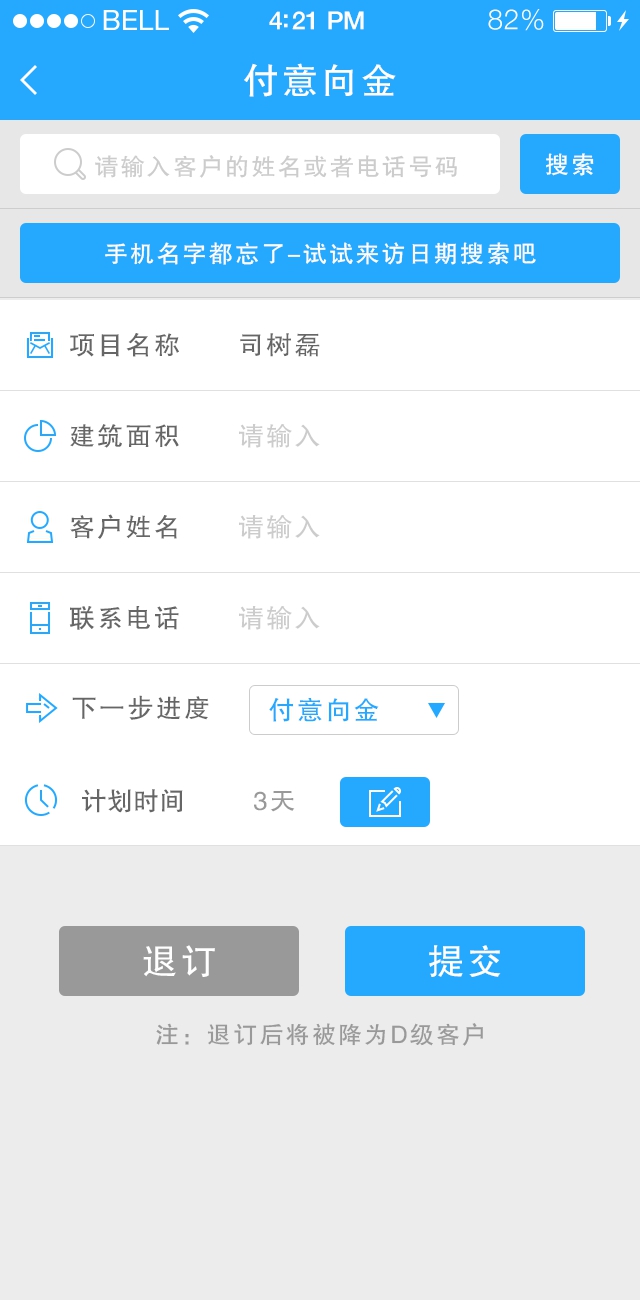 BELL 4:21 PM 82%
付意向金
请输入客户的姓名或者电话号码 搜索
手机名字都忘了-试试来访日期搜索吧
项目名称 司树磊
建筑面积 请输入
客户姓名 请输入
联系电话 请输入
下一步进度 付意向金
计划时间 3天
退订 提交
注：退订后将被降为D级客户